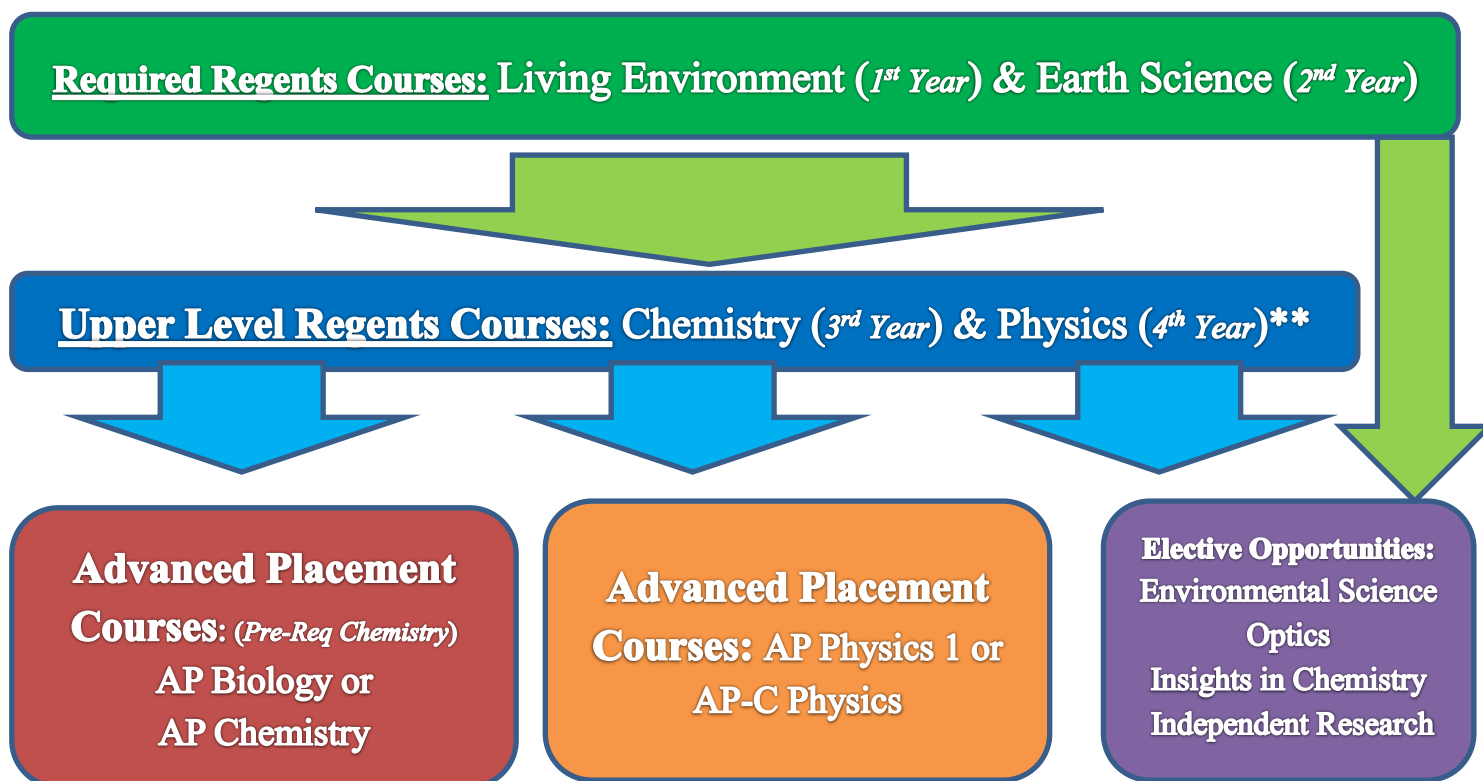 Required Regents Courses: Living Environment (1st Year) & Earth Science (2nd Year)
Upper Level Regents Courses: Chemistry (3rd Year) & Physics (4th Year)**
Advanced Placement
Courses: (Pre-Req Chemistry)
AP Biology or
AP Chemistry
Advanced Placement
Courses: AP Physics 1 or
AP-C Physics
Elective Opportunities:
Environmental Science
Optics
Insights in Chemistry
Independent Research